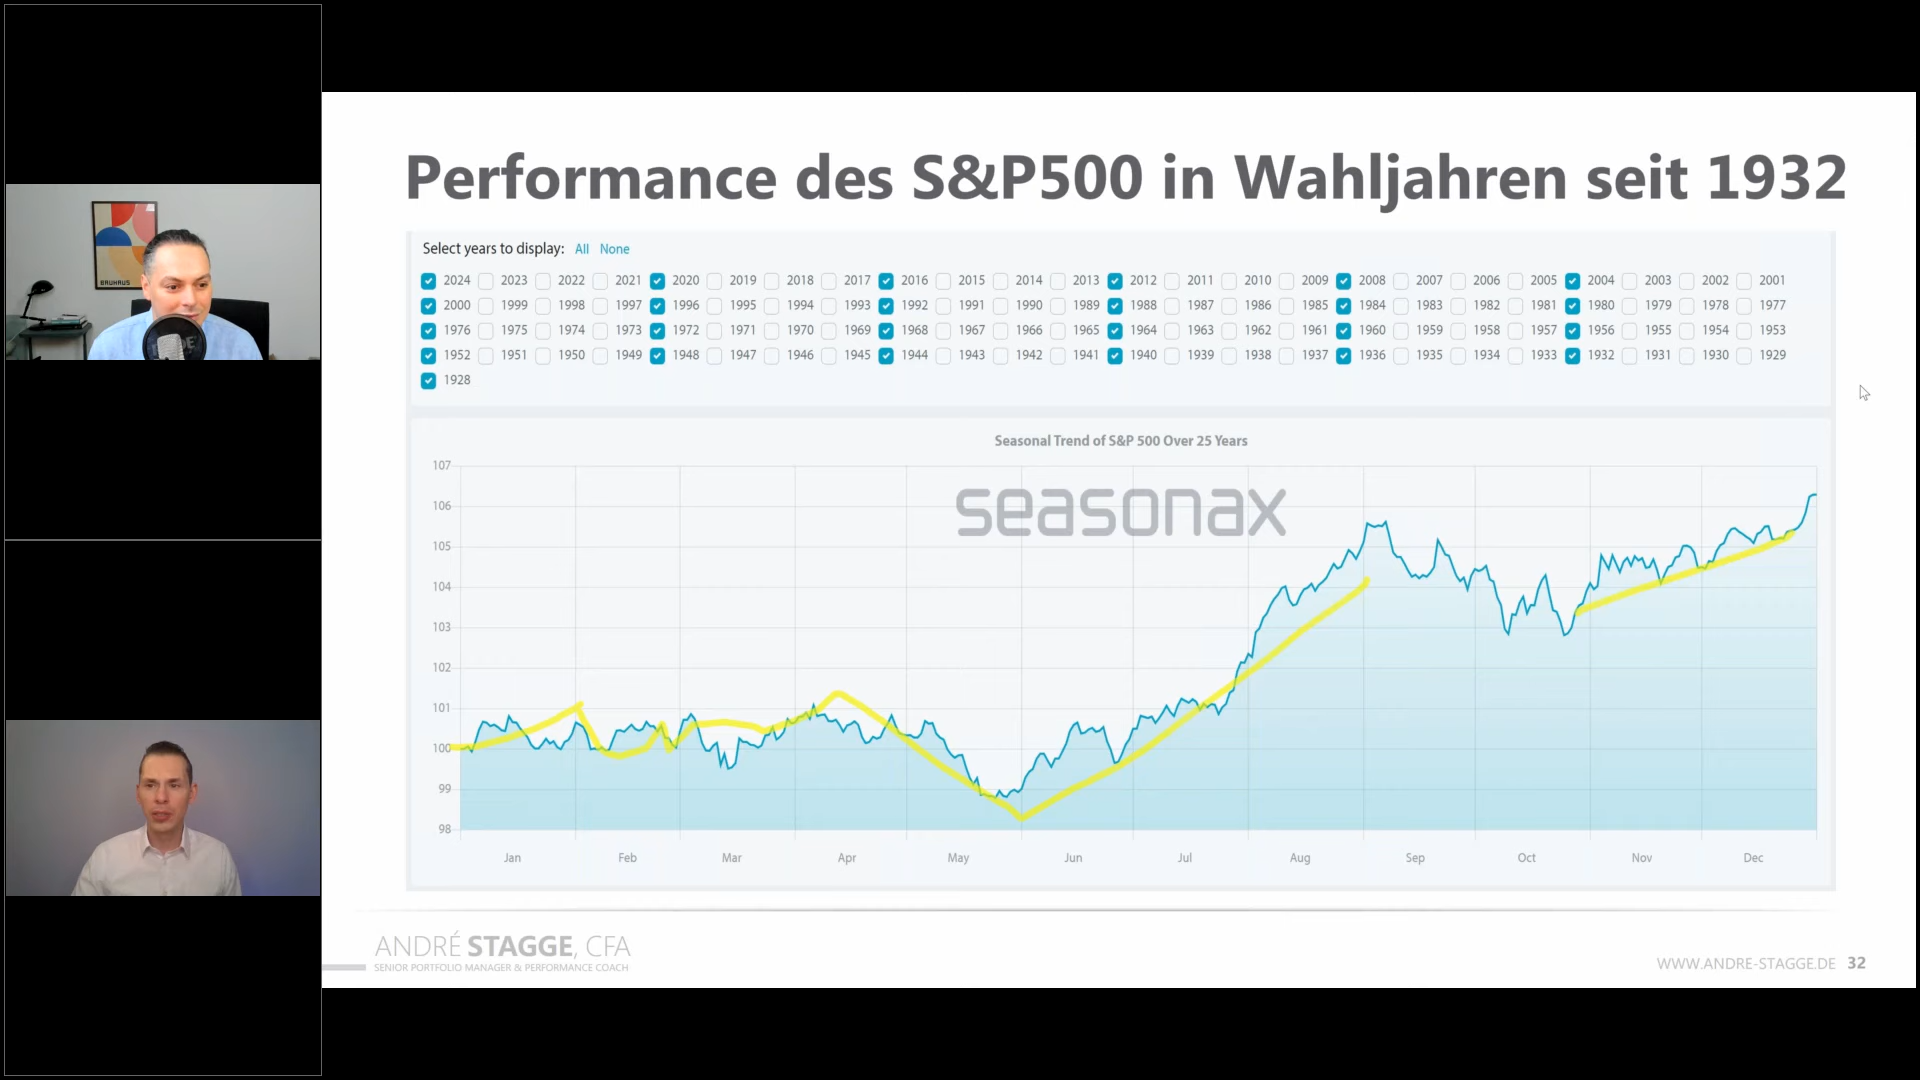 BAUHAUS
Performance des S&P500 in Wahljahren seit 1932
Select years to display: All None
2024 2023 2022 2021 2020 2019 2018 2017 2016 2015 2014 2013 2012 2011 2010 2009 2008 2007 2006 2005 2004 2003 2002 2001
2000 1999 1998 1997 1996 1995 1994 1993 1992 1991 1990 1989 1988 1987 1986 1985 1984 1983 1982 1981 1980 1979 1978 1977
1976 1975 1974 1973 1972 1971 1970 1969 1968 1967 1966 1965 1964 1963 1962 1961 1960 1959 1958 1957 1956 1955 1954 1953
1952 1951 1950 1949 1948 1947 1946 1945 1944 1943 1942 1941 1940 1939 1938 1937 1936 1935 1934 1933 1932 1931 1930 1929
1928
Seasonal Trend of S&P 500 Over 25 Years
seasonax
107
106
105
104
103
102
101
100
99
98
Jan Feb Mar Apr May Jun Jul Aug Sep Oct Nov Dec
ANDRÉ STAGGE, CFA
SENIOR PORTFOLIO MANAGER & PERFORMANCE COACH
WWW.ANDRE-STAGGE.DE 32